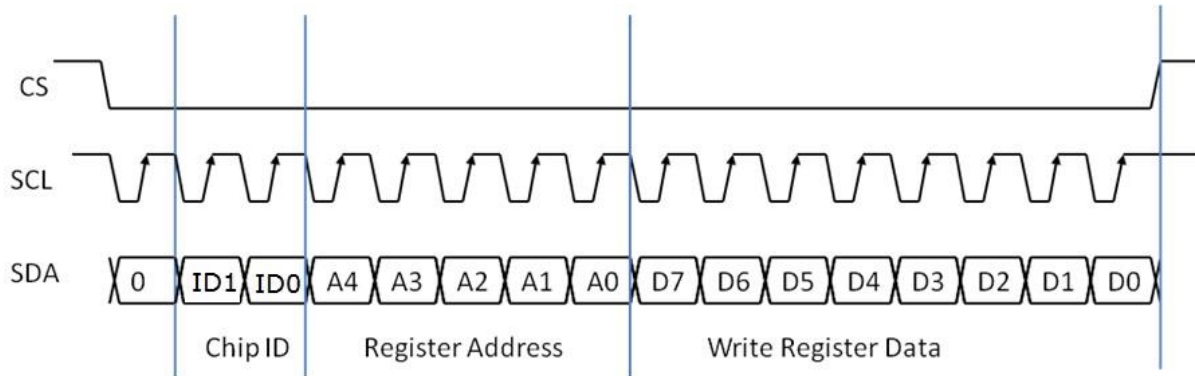 CS
SCL
SDA 0 ID1 ID0 A4 A3 A2 A1 A0 D7 D6 D5 D4 D3 D2 D1 D0
Chip ID Register Address Write Register Data